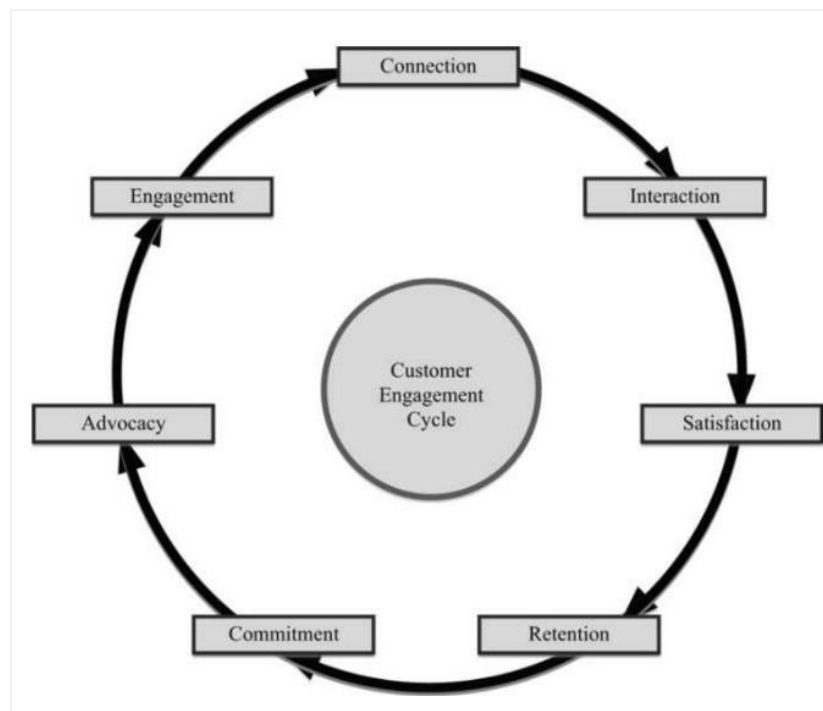 Connection
Engagement
Interaction
Customer
Engagement
Cycle
Advocacy
Satisfaction
Commitment
Retention